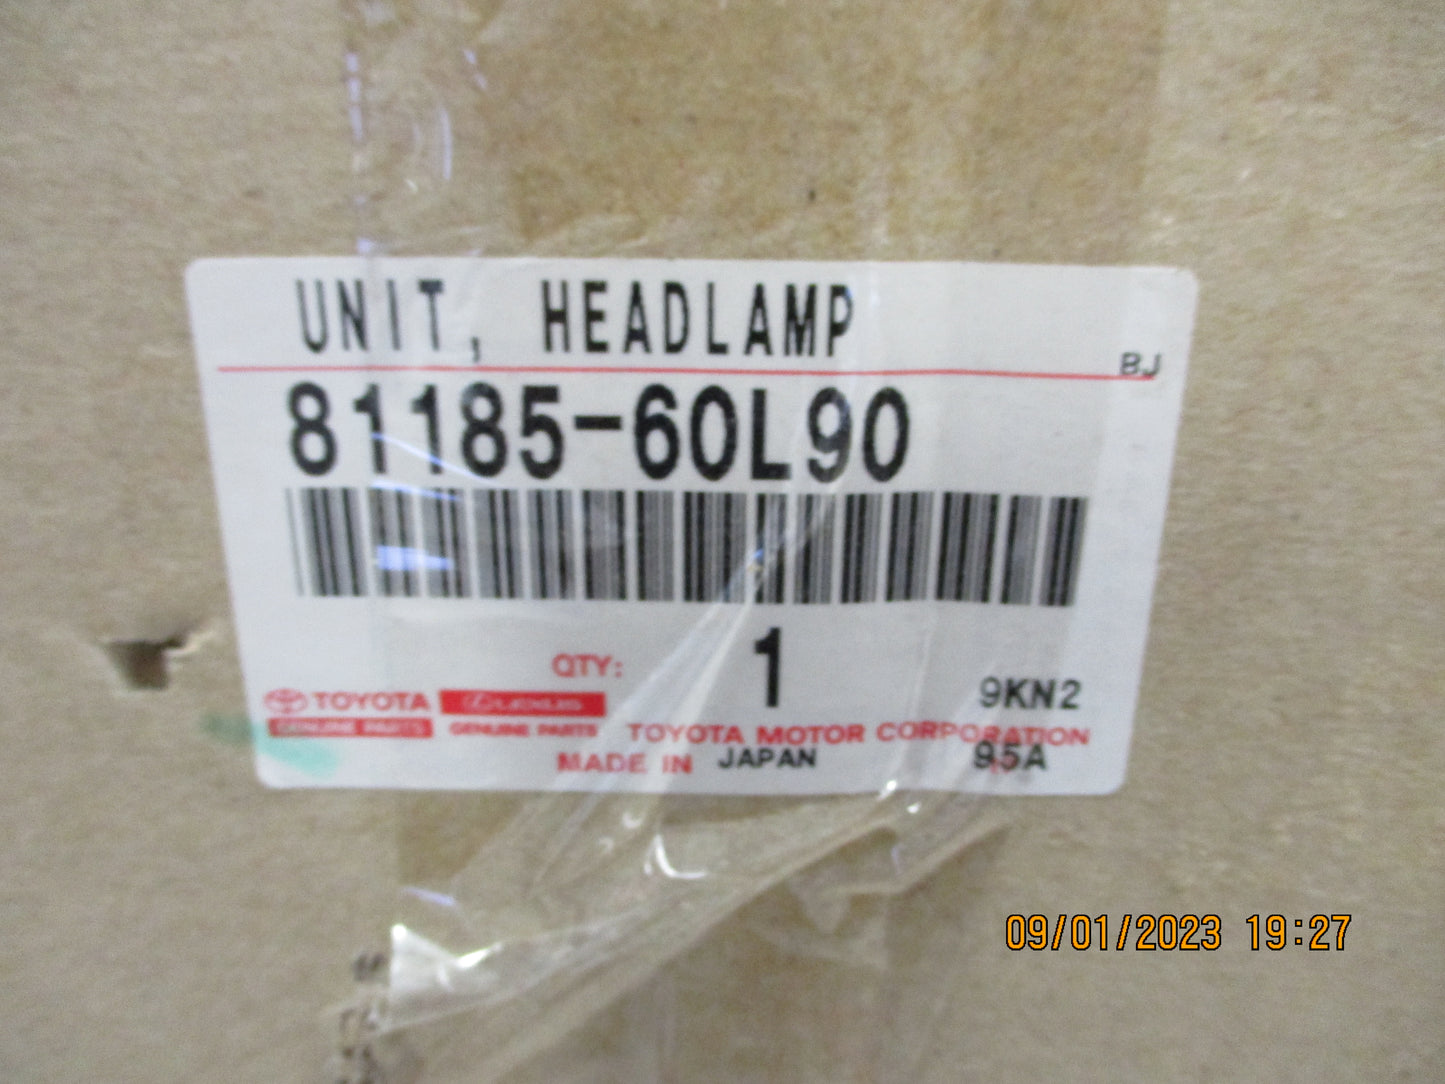 UNIT, HEADLAMP
BJ
81185-60L90
QTY: 1
9KN2
TOYOTA LEXUS
GENUINE PARTS GENUINE PARTS TOYOTA MOTOR CORPORATION
MADE IN JAPAN 95A
09/01/2023 19:27